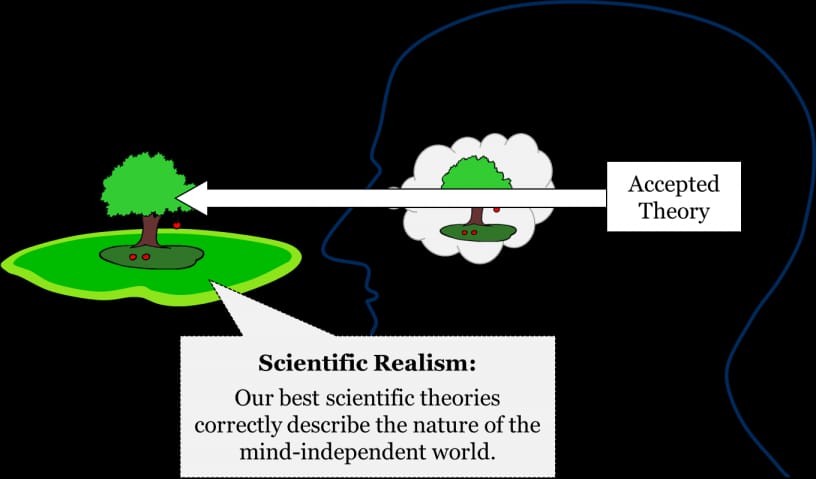 Accepted
Theory
Scientific Realism:
Our best scientific theories
correctly describe the nature of the
mind-independent world.